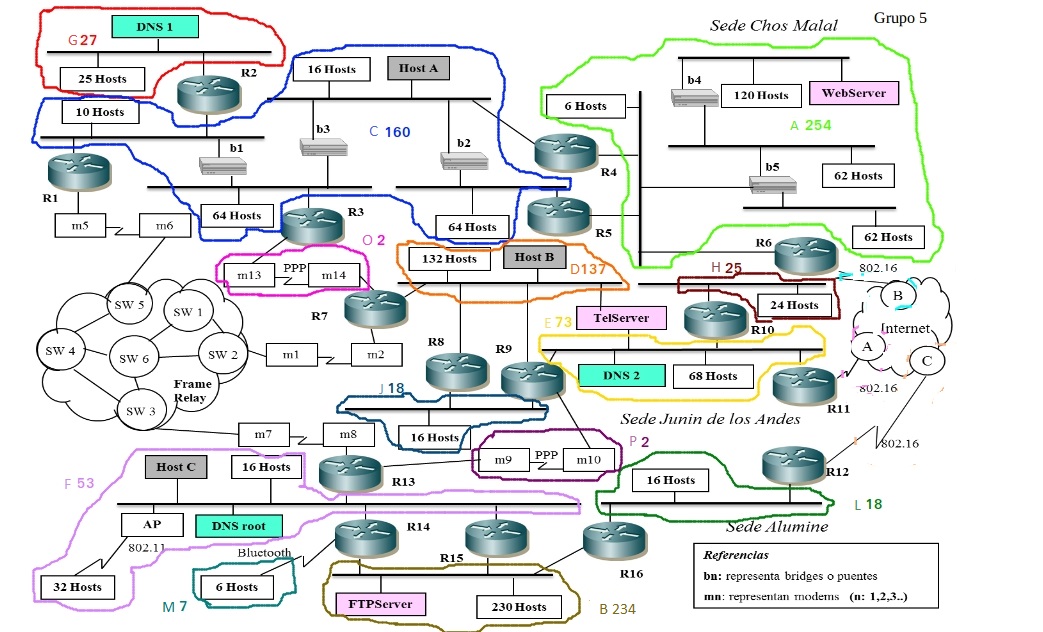 Grupo 5
Sede Chos Malal
DNS 1
G 27
25 Hosts
R2
16 Hosts
Host A
10 Hosts
b3
C 160
b2
b1
R1
64 Hosts
R3
64 Hosts
R4
R5
6 Hosts
b4
120 Hosts
WebServer
A 254
b5
62 Hosts
62 Hosts
R6
m5
m6
O 2
m13
PPP
m14
R7
132 Hosts
Host B
D137
H 25
24 Hosts
R10
802.16
B
Internet
A
C
802.16
802.16
SW 5
SW 1
SW 4
SW 6
SW 2
SW 3
Frame
Relay
m1
m2
R8
R9
E 73
TelServer
DNS 2
68 Hosts
R11
J 18
16 Hosts
Sede Junin de los Andes
m7
m8
P 2
m9
PPP
m10
R13
R12
16 Hosts
L 18
Sede Alumine
F 53
Host C
16 Hosts
AP
DNS root
802.11
32 Hosts
Bluetooth
6 Hosts
M 7
R14
R15
R16
FTPServer
230 Hosts
B 234
Referencias
bn: representa bridges o puentes
mn: representan modems (n: 1,2,3..)